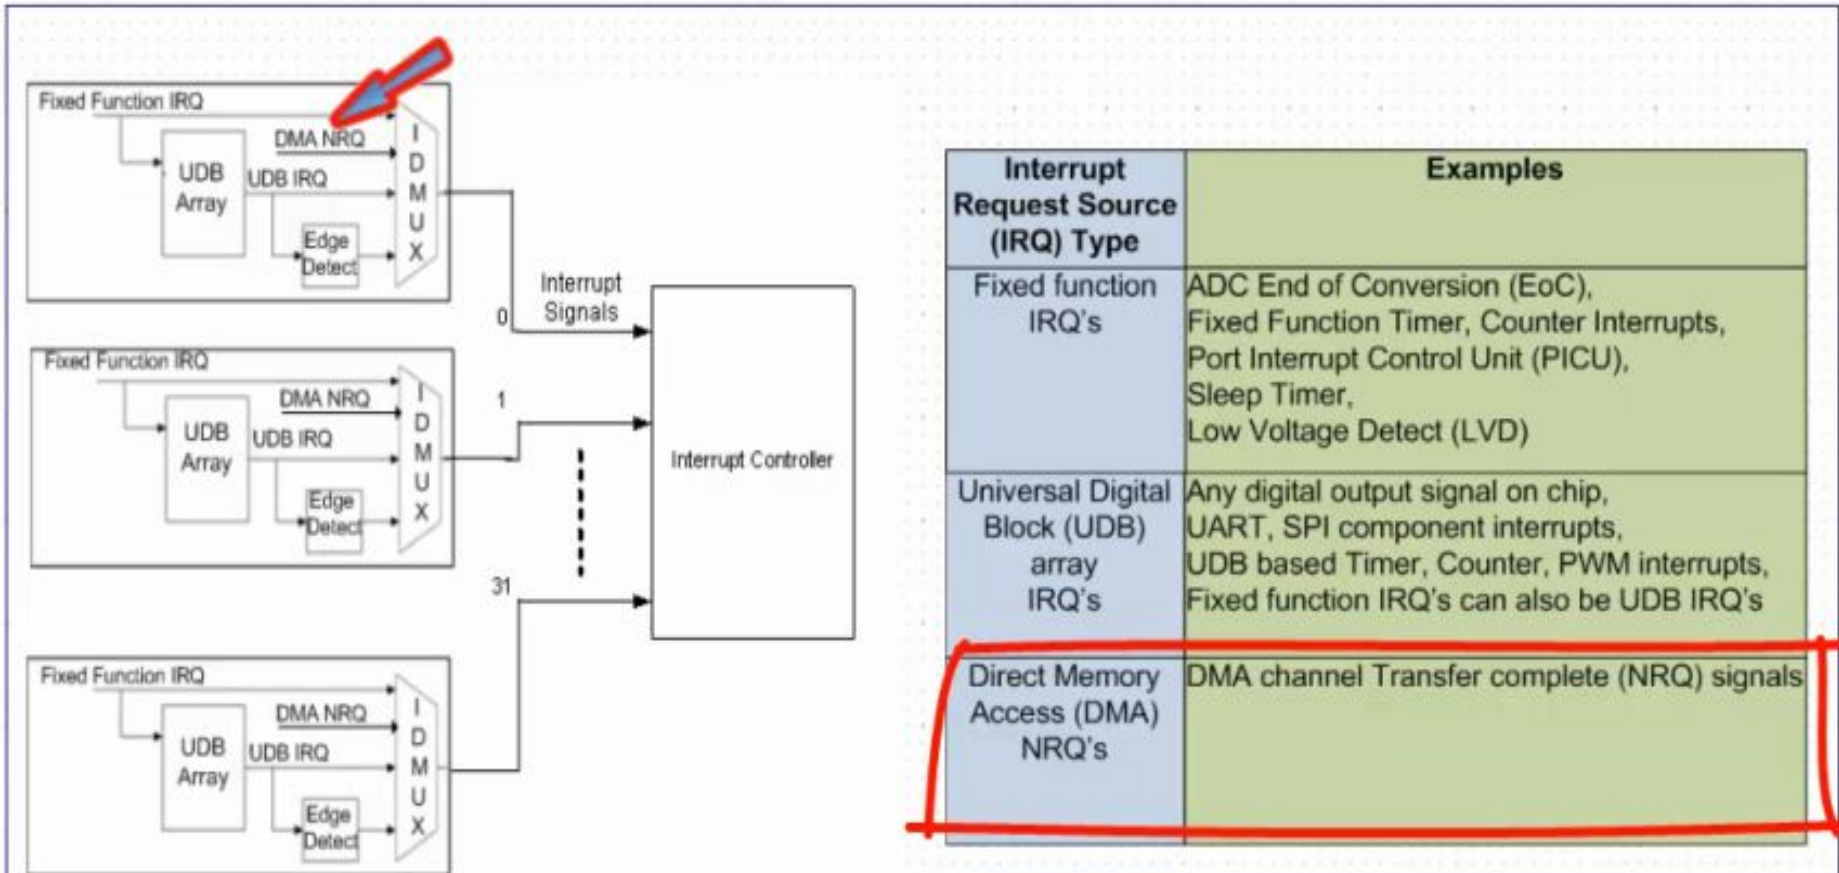 Fixed Function IRQ
DMA NRQ
UDB
Array
UDB IRQ
Edge
Detect
I
D
M
U
X
Fixed Function IRQ
DMA NRQ
UDB
Array
UDB IRQ
Edge
Detect
I
D
M
U
X
Fixed Function IRQ
DMA NRQ
UDB
Array
UDB IRQ
Edge
Detect
I
D
M
U
X
0
1
31
Interrupt
Signals
Interrupt Controller
Interrupt
Request Source
(IRQ) Type
Examples
Fixed function
IRQ's
ADC End of Conversion (EoC),
Fixed Function Timer, Counter Interrupts,
Port Interrupt Control Unit (PICU),
Sleep Timer,
Low Voltage Detect (LVD)
Universal Digital
Block (UDB)
array
IRQ's
Any digital output signal on chip,
UART, SPI component interrupts,
UDB based Timer, Counter, PWM interrupts,
Fixed function IRQ's can also be UDB IRQ's
Direct Memory
Access (DMA)
NRQ's
DMA channel Transfer complete (NRQ) signals